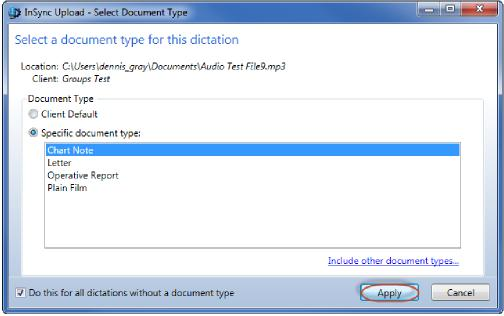 InSync Upload - Select Document Type
Select a document type for this dictation
Location: C:\Users\dennis_gray\Documents\Audio Test File9.mp3
Client: Groups Test
Document Type
Client Default
Specific document type:
Chart Note
Letter
Operative Report
Plain Film
Include other document types...
Do this for all dictations without a document type
Apply
Cancel